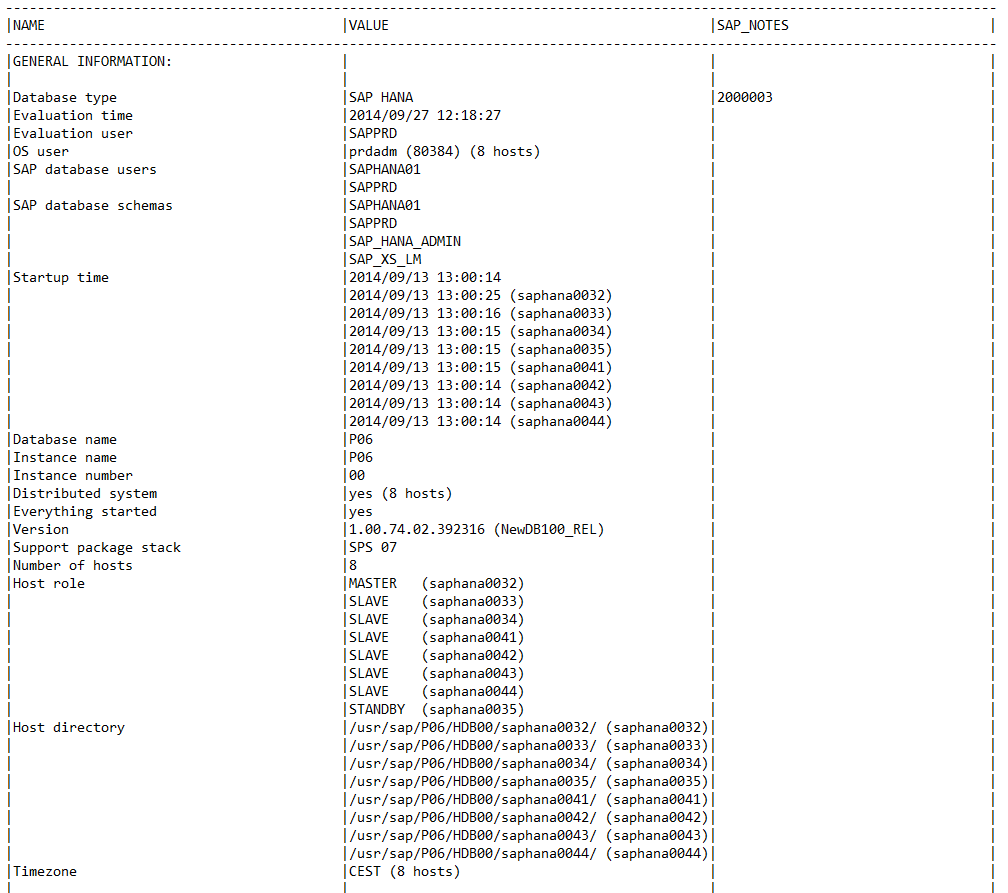 ---------------------------------------------------------------------------------------------------------------------------
|NAME                                     |VALUE                                        |SAP_NOTES                         |
---------------------------------------------------------------------------------------------------------------------------
|GENERAL INFORMATION:                     |                                             |                                  |
|                                         |                                             |                                  |
|Database type                            |SAP HANA                                     |2000003                           |
|Evaluation time                          |2014/09/27 12:18:27                          |                                  |
|Evaluation user                          |SAPPRD                                       |                                  |
|OS user                                  |prdadm (80384) (8 hosts)                     |                                  |
|SAP database users                       |SAPHANA01                                    |                                  |
|                                         |SAPPRD                                       |                                  |
|SAP database schemas                     |SAPHANA01                                    |                                  |
|                                         |SAPPRD                                       |                                  |
|                                         |SAP_HANA_ADMIN                               |                                  |
|                                         |SAP_XS_LM                                    |                                  |
|Startup time                             |2014/09/13 13:00:14                          |                                  |
|                                         |2014/09/13 13:00:25 (saphana0032)            |                                  |
|                                         |2014/09/13 13:00:16 (saphana0033)            |                                  |
|                                         |2014/09/13 13:00:15 (saphana0034)            |                                  |
|                                         |2014/09/13 13:00:15 (saphana0035)            |                                  |
|                                         |2014/09/13 13:00:15 (saphana0041)            |                                  |
|                                         |2014/09/13 13:00:14 (saphana0042)            |                                  |
|                                         |2014/09/13 13:00:14 (saphana0043)            |                                  |
|                                         |2014/09/13 13:00:14 (saphana0044)            |                                  |
|Database name                            |P06                                          |                                  |
|Instance name                            |P06                                          |                                  |
|Instance number                          |00                                           |                                  |
|Distributed system                       |yes (8 hosts)                                |                                  |
|Everything started                       |yes                                          |                                  |
|Version                                  |1.00.74.02.392316 (NewDB100_REL)             |                                  |
|Support package stack                    |SPS 07                                       |                                  |
|Number of hosts                          |8                                            |                                  |
|Host role                                |MASTER   (saphana0032)                       |                                  |
|                                         |SLAVE    (saphana0033)                       |                                  |
|                                         |SLAVE    (saphana0034)                       |                                  |
|                                         |SLAVE    (saphana0041)                       |                                  |
|                                         |SLAVE    (saphana0042)                       |                                  |
|                                         |SLAVE    (saphana0043)                       |                                  |
|                                         |SLAVE    (saphana0044)                       |                                  |
|                                         |STANDBY  (saphana0035)                       |                                  |
|Host directory                           |/usr/sap/P06/HDB00/saphana0032/ (saphana0032)|                                  |
|                                         |/usr/sap/P06/HDB00/saphana0033/ (saphana0033)|                                  |
|                                         |/usr/sap/P06/HDB00/saphana0034/ (saphana0034)|                                  |
|                                         |/usr/sap/P06/HDB00/saphana0035/ (saphana0035)|                                  |
|                                         |/usr/sap/P06/HDB00/saphana0041/ (saphana0041)|                                  |
|                                         |/usr/sap/P06/HDB00/saphana0042/ (saphana0042)|                                  |
|                                         |/usr/sap/P06/HDB00/saphana0043/ (saphana0043)|                                  |
|                                         |/usr/sap/P06/HDB00/saphana0044/ (saphana0044)|                                  |
|Timezone                                 |CEST (8 hosts)                               |                                  |